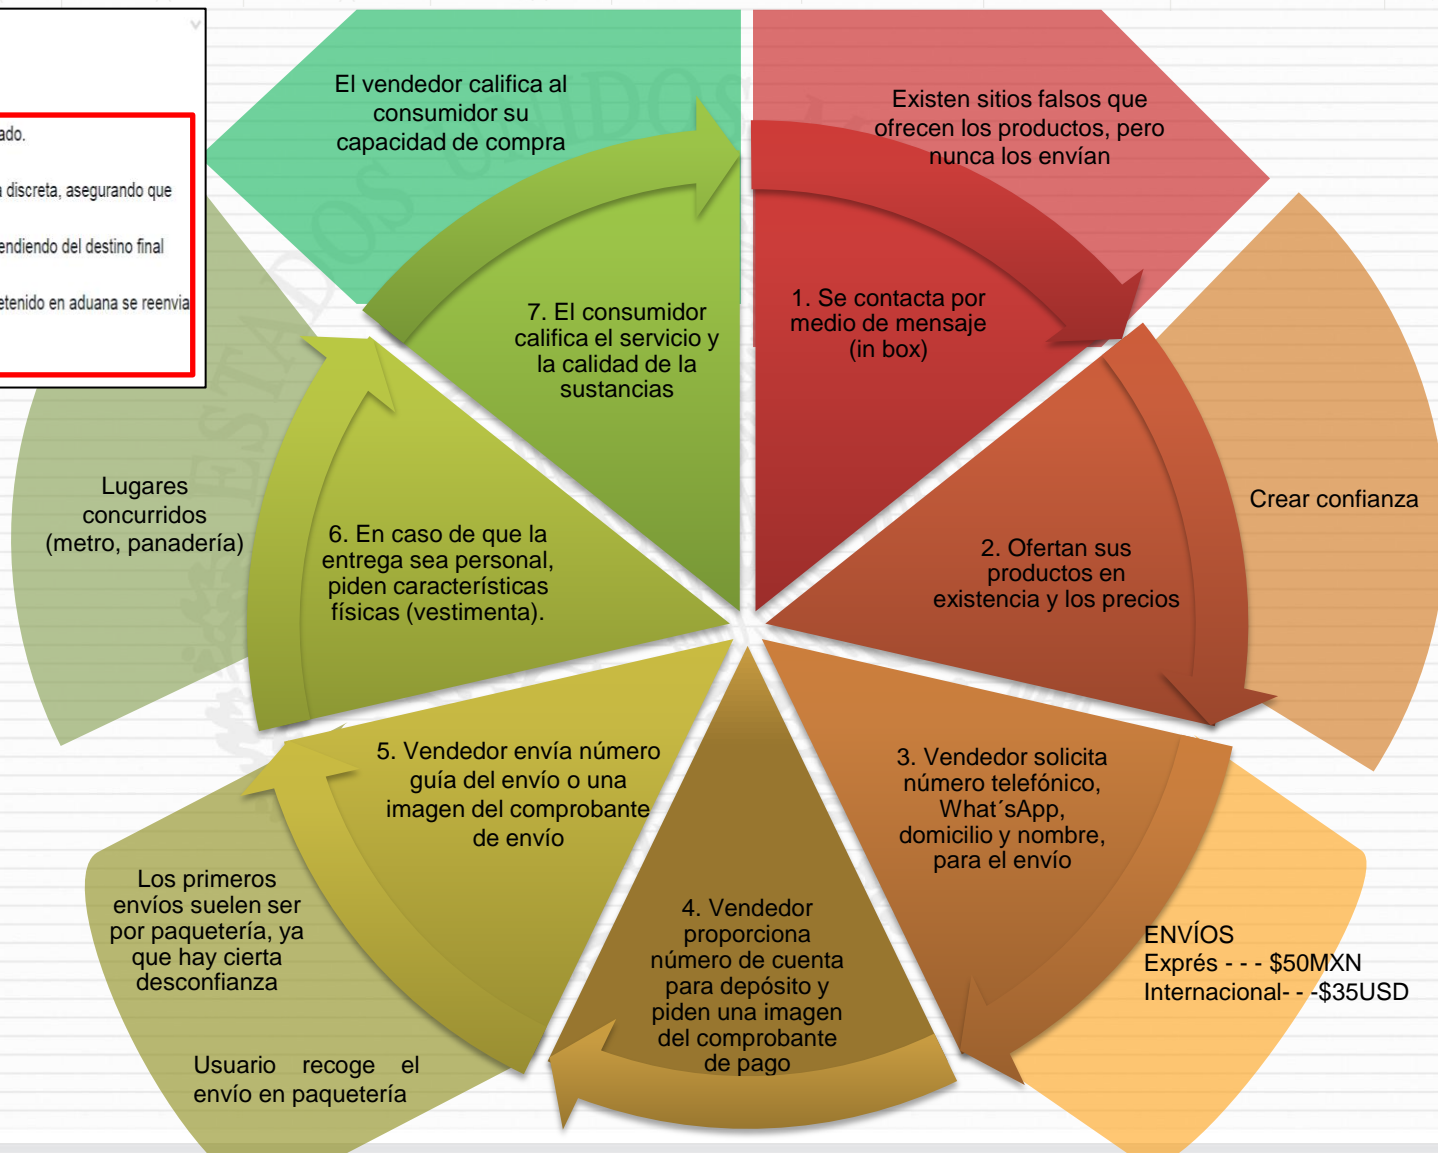 ado.
a discreta, asegurando que
endiendo del destino final
etenido en aduana se reenvia
El vendedor califica al
consumidor su
capacidad de compra
Existen sitios falsos que
ofrecen los productos, pero
nunca los envían
7. El consumidor
califica el servicio y
la calidad de la
sustancias
1. Se contacta por
medio de mensaje
(in box)
Lugares
concurridos
(metro, panadería)
6. En caso de que la
entrega sea personal,
piden características
físicas (vestimenta).
2. Ofertan sus
productos en
existencia y los precios
Crear confianza
5. Vendedor envía número
guía del envío o una
imagen del comprobante
de envío
3. Vendedor solicita
número telefónico,
What´sApp,
domicilio y nombre,
para el envío
Los primeros
envíos suelen ser
por paquetería, ya
que hay cierta
desconfianza
Usuario recoge el
envío en paquetería
4. Vendedor
proporciona
número de cuenta
para depósito y
piden una imagen
del comprobante
de pago
ENVÍOS
Exprés - - - $50MXN
Internacional- - -$35USD
ESTADOS UNIDOS